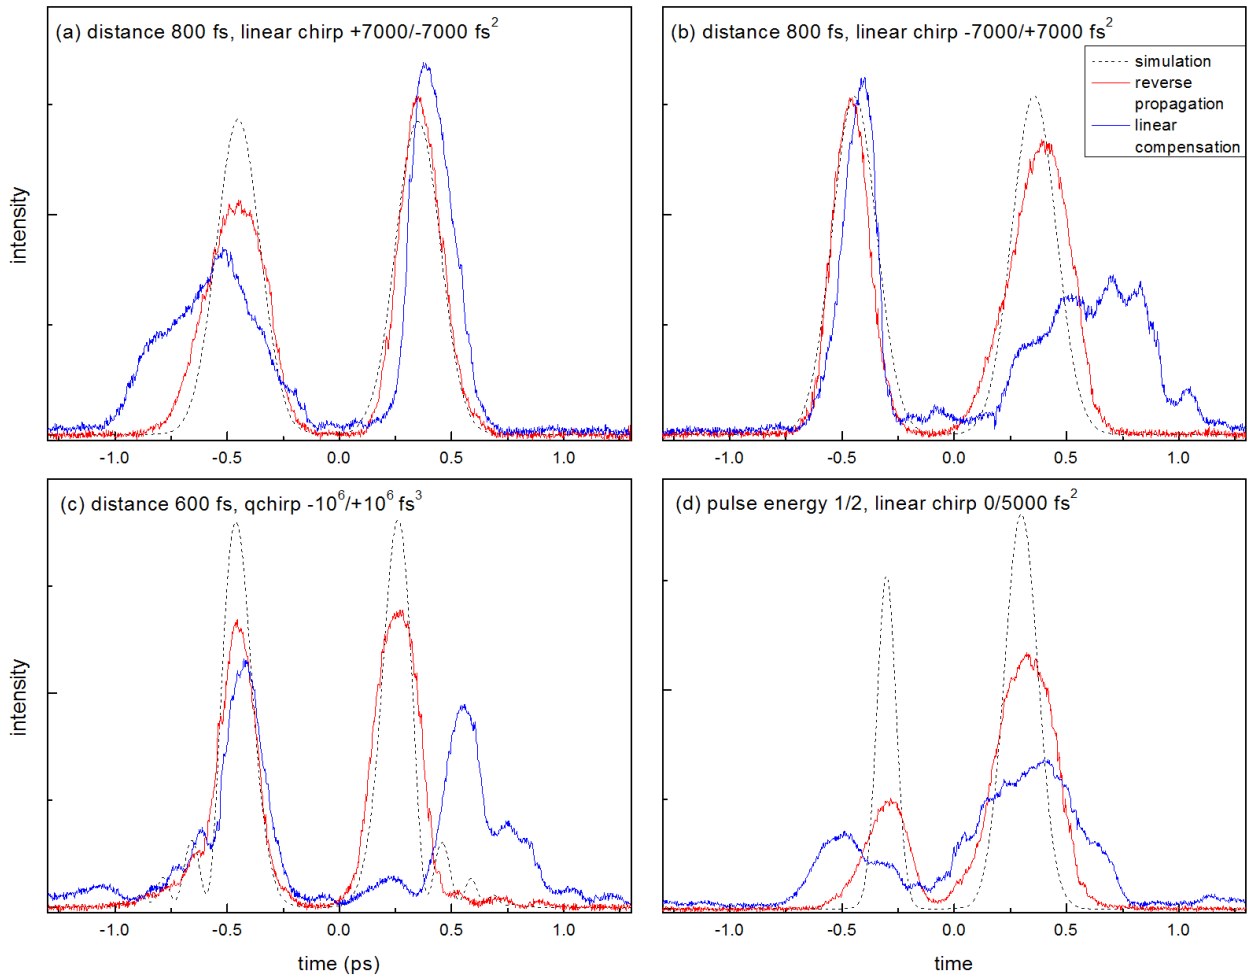 (a) distance 800 fs, linear chirp +7000/-7000 fs²
(b) distance 800 fs, linear chirp -7000/+7000 fs²
simulation
reverse
propagation
linear
compensation
intensity
-1.0 -0.5 0.0 0.5 1.0
-1.0 -0.5 0.0 0.5 1.0
(c) distance 600 fs, qchirp -10⁶/+10⁶ fs³
(d) pulse energy 1/2, linear chirp 0/5000 fs²
intensity
-1.0 -0.5 0.0 0.5 1.0
-1.0 -0.5 0.0 0.5 1.0
time (ps)
time